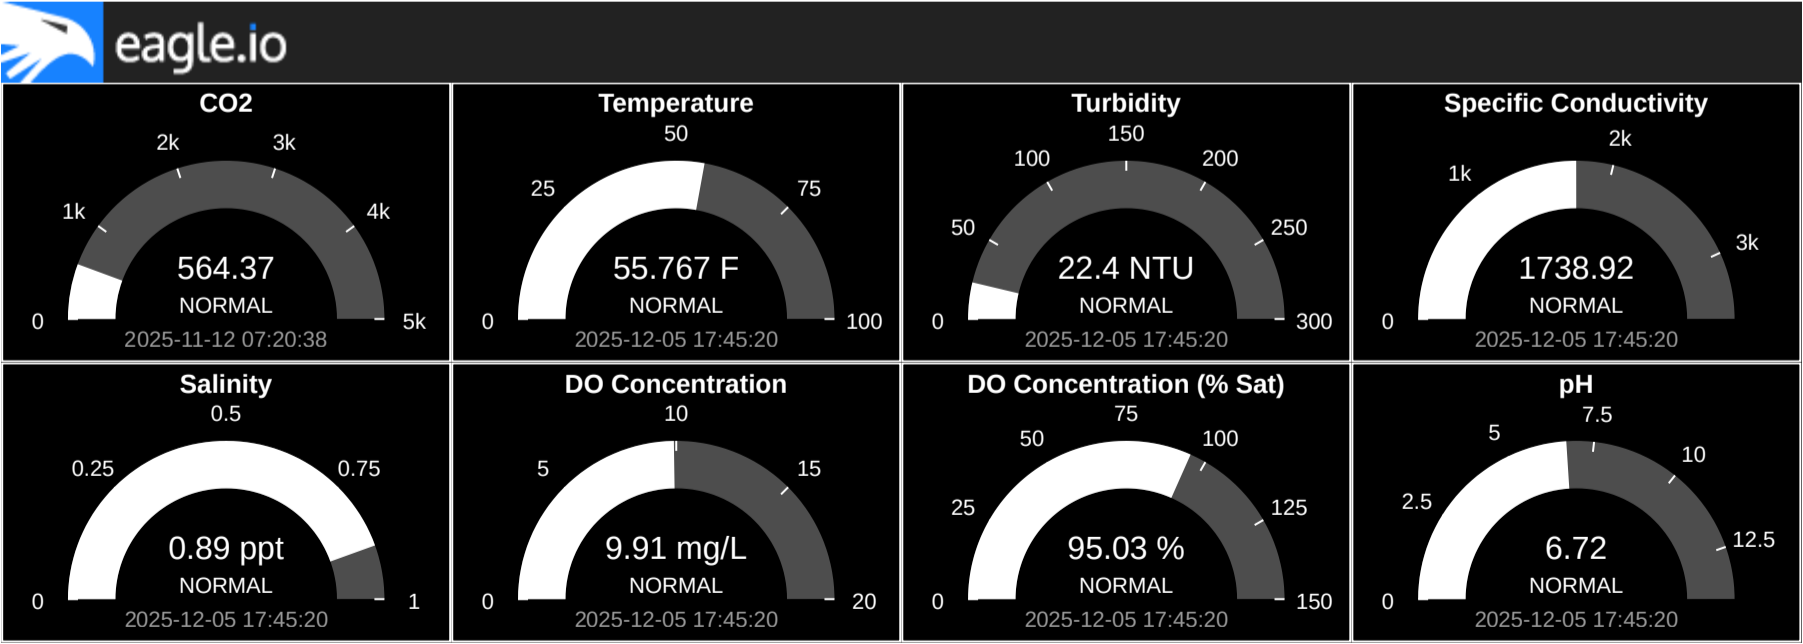 eagle.io
CO2
0
1k
2k
3k
4k
5k
564.37
NORMAL
2025-11-12 07:20:38
Temperature
0
25
50
75
100
55.767 F
NORMAL
2025-12-05 17:45:20
Turbidity
0
50
100
150
200
250
300
22.4 NTU
NORMAL
2025-12-05 17:45:20
Specific Conductivity
0
1k
2k
3k
1738.92
NORMAL
2025-12-05 17:45:20
Salinity
0
0.25
0.5
0.75
1
0.89 ppt
NORMAL
2025-12-05 17:45:20
DO Concentration
0
5
10
15
20
9.91 mg/L
NORMAL
2025-12-05 17:45:20
DO Concentration (% Sat)
0
25
50
75
100
125
150
95.03 %
NORMAL
2025-12-05 17:45:20
pH
0
2.5
5
7.5
10
12.5
6.72
NORMAL
2025-12-05 17:45:20